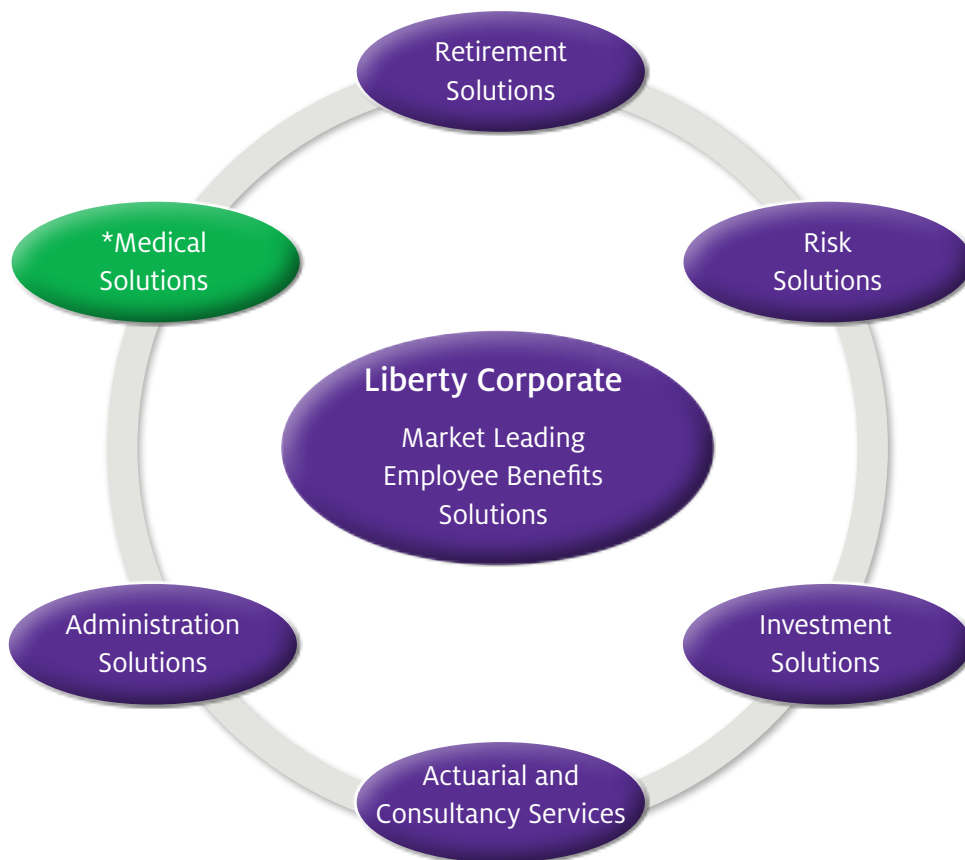 Retirement
Solutions
*Medical
Solutions
Risk
Solutions
Liberty Corporate
Market Leading
Employee Benefits
Solutions
Administration
Solutions
Investment
Solutions
Actuarial and
Consultancy Services